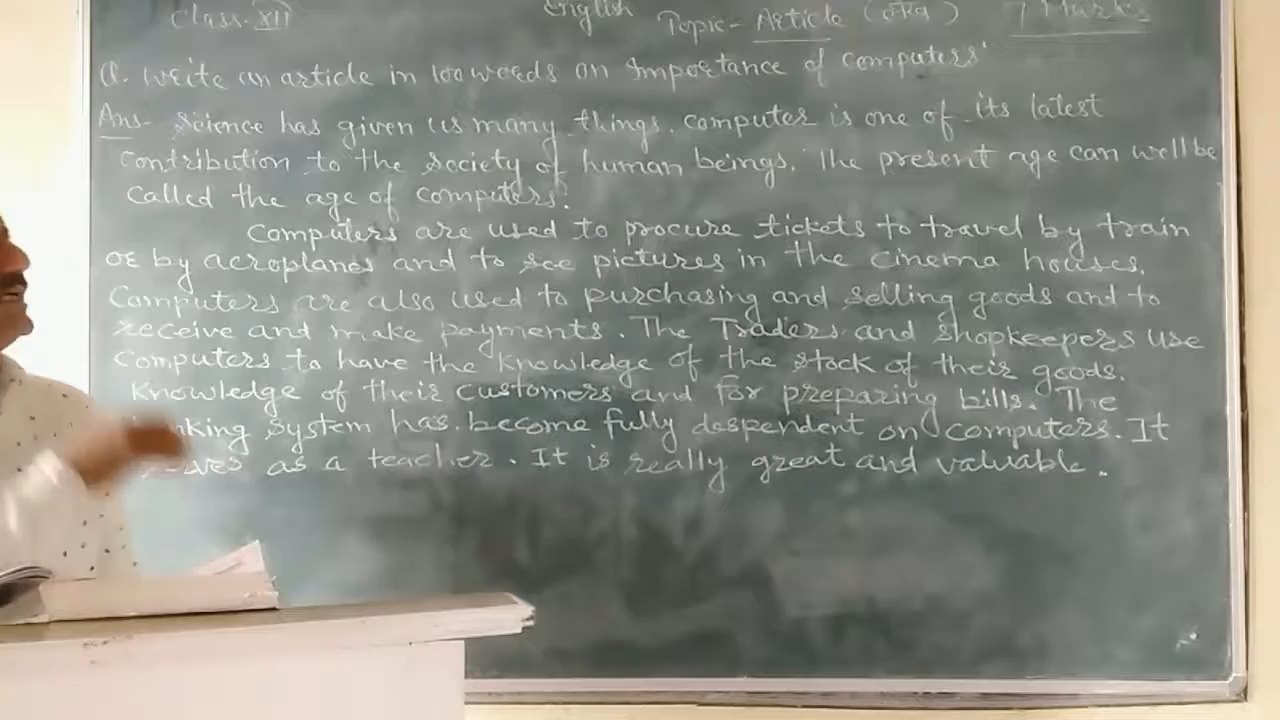 Class-XII English Topic-Article (लेख) 7 Marks
Q. Write an article in 100 words on Importance of computers'
Ans- Science has given us many things. computer is one of its latest
contribution to the society of human beings. The present age can well be
called the age of computers.
Computers are used to procure tickets to travel by train
or by aeroplanes and to see pictures in the cinema houses.
Computers are also used to purchasing and selling goods and to
receive and make payments. The Traders and shopkeepers use
computers to have the knowledge of the stock of their goods.
Knowledge of their customers and for preparing bills. The
system has become fully despendent on computers. It
as a teacher. It is really great and valuable.